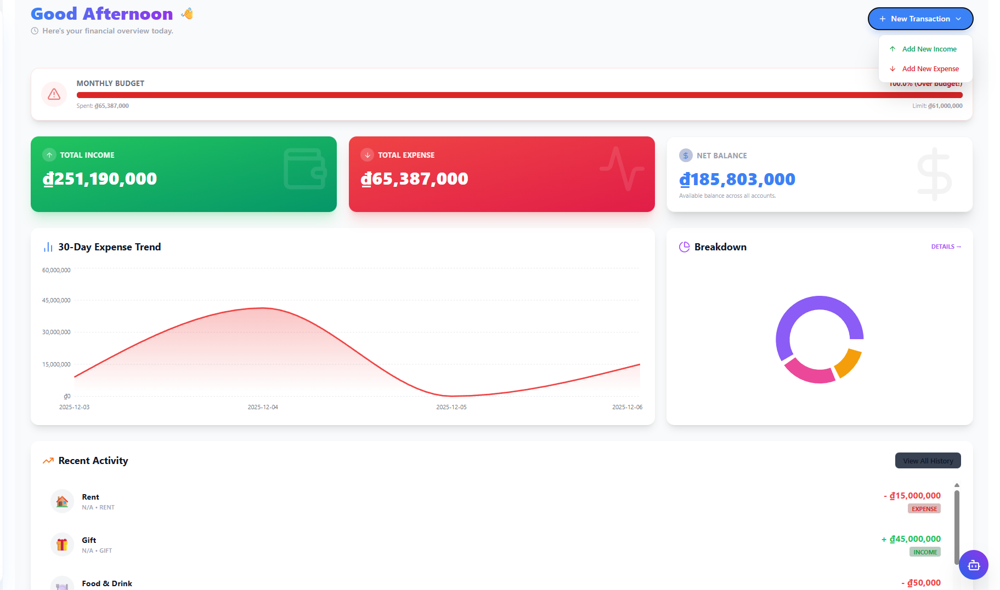 Good Afternoon 👋
Here's your financial overview today.
New Transaction
Add New Income
Add New Expense
MONTHLY BUDGET
100.0% (Over budget!)
Spent: ₫65,387,000
Limit: ₫61,000,000
TOTAL INCOME
₫251,190,000
TOTAL EXPENSE
₫65,387,000
NET BALANCE
₫185,803,000
Available balance across all accounts.
30-Day Expense Trend
60,000,000
45,000,000
30,000,000
15,000,000
₫0
2025-12-03
2025-12-04
2025-12-05
2025-12-06
Breakdown
DETAILS →
Recent Activity
View All History
Rent
N/A • RENT
- ₫15,000,000
EXPENSE
Gift
N/A • GIFT
+ ₫45,000,000
INCOME
Food & Drink
- ₫50,000